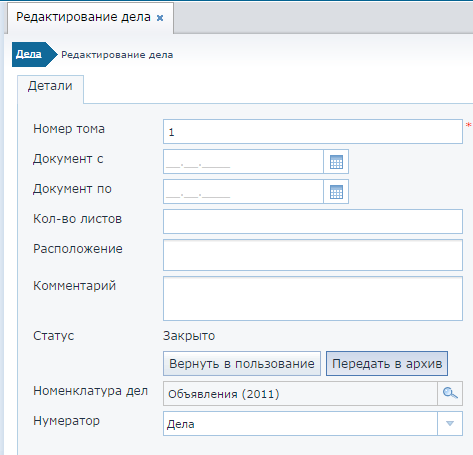 Редактирование дела ×
Дела Редактирование дела
Детали
Номер тома 1 *
Документ с __.__.____
Документ по __.__.____
Кол-во листов
Расположение
Комментарий
Статус Закрыто
Вернуть в пользование Передать в архив
Номенклатура дел Объявления (2011)
Нумератор Дела